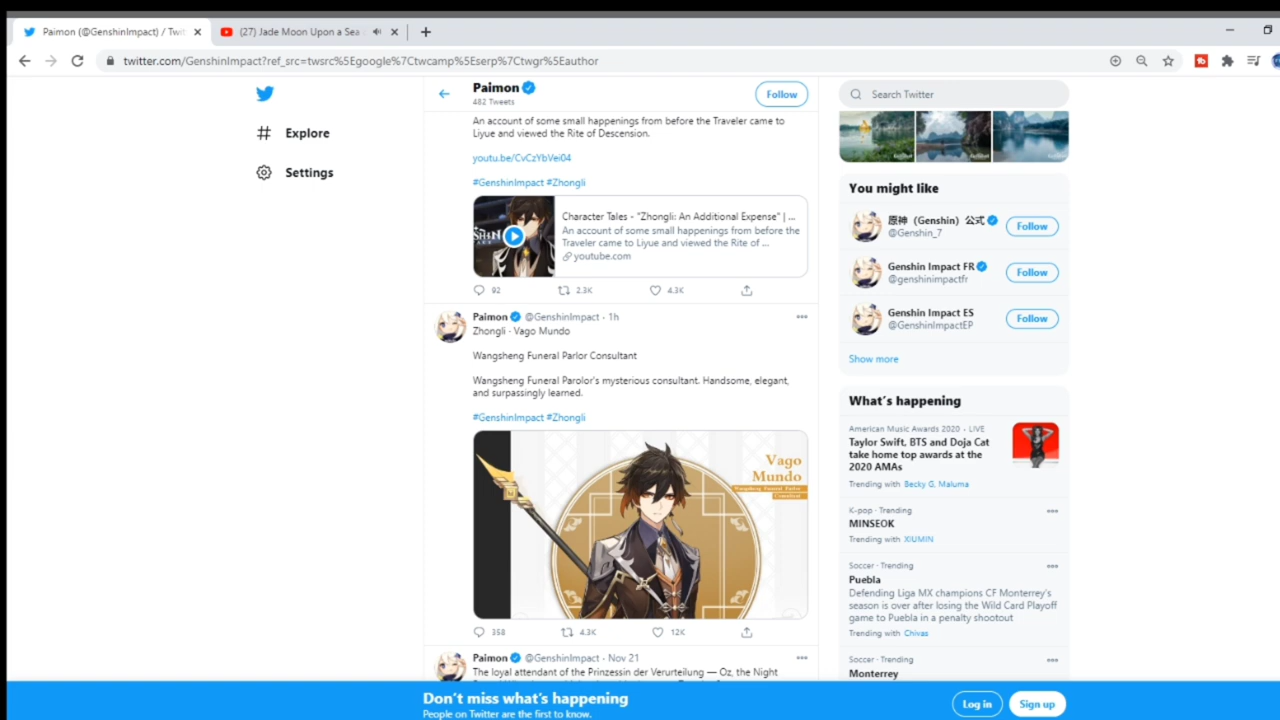 Paimon (@GenshinImpact) / Twi
(27) Jade Moon Upon a Sea
twitter.com/GenshinImpact?ref_src=twsrc%5Egoogle%7Ctwcamp%5Eserp%7Ctwgr%5Eauthor
Explore
Settings
Paimon
482 Tweets
Follow
An account of some small happenings from before the Traveler came to
Liyue and viewed the Rite of Descension.
youtu.be/CvCzYbVei04
#GenshinImpact #Zhongli
Character Tales - "Zhongli: An Additional Expense" | ...
An account of some small happenings from before the
Traveler came to Liyue and viewed the Rite of ...
youtube.com
92 2.3K 4.3K
Paimon @GenshinImpact · 1h
Zhongli · Vago Mundo
Wangsheng Funeral Parlor Consultant
Wangsheng Funeral Parolor's mysterious consultant. Handsome, elegant,
and surpassingly learned.
#GenshinImpact #Zhongli
Vago
Mundo
Wangsheng Funeral Parlor
Consultant
358 4.3K 12K
Paimon @GenshinImpact · Nov 21
The loyal attendant of the Prinzessin der Verurteilung — Oz, the Night
Search Twitter
You might like
原神（Genshin）公式
@Genshin_7
Follow
Genshin Impact FR
@genshinimpactfr
Follow
Genshin Impact ES
@GenshinImpactEP
Follow
Show more
What's happening
American Music Awards 2020 · LIVE
Taylor Swift, BTS and Doja Cat
take home top awards at the
2020 AMAs
Trending with Becky G, Maluma
K-pop · Trending
MINSEOK
Trending with XIUMIN
Soccer · Trending
Puebla
Defending Liga MX champions CF Monterrey's
season is over after losing the Wild Card Playoff
game to Puebla in a penalty shootout
Trending with Chivas
Soccer · Trending
Monterrey
Don't miss what's happening
People on Twitter are the first to know.
Log in
Sign up